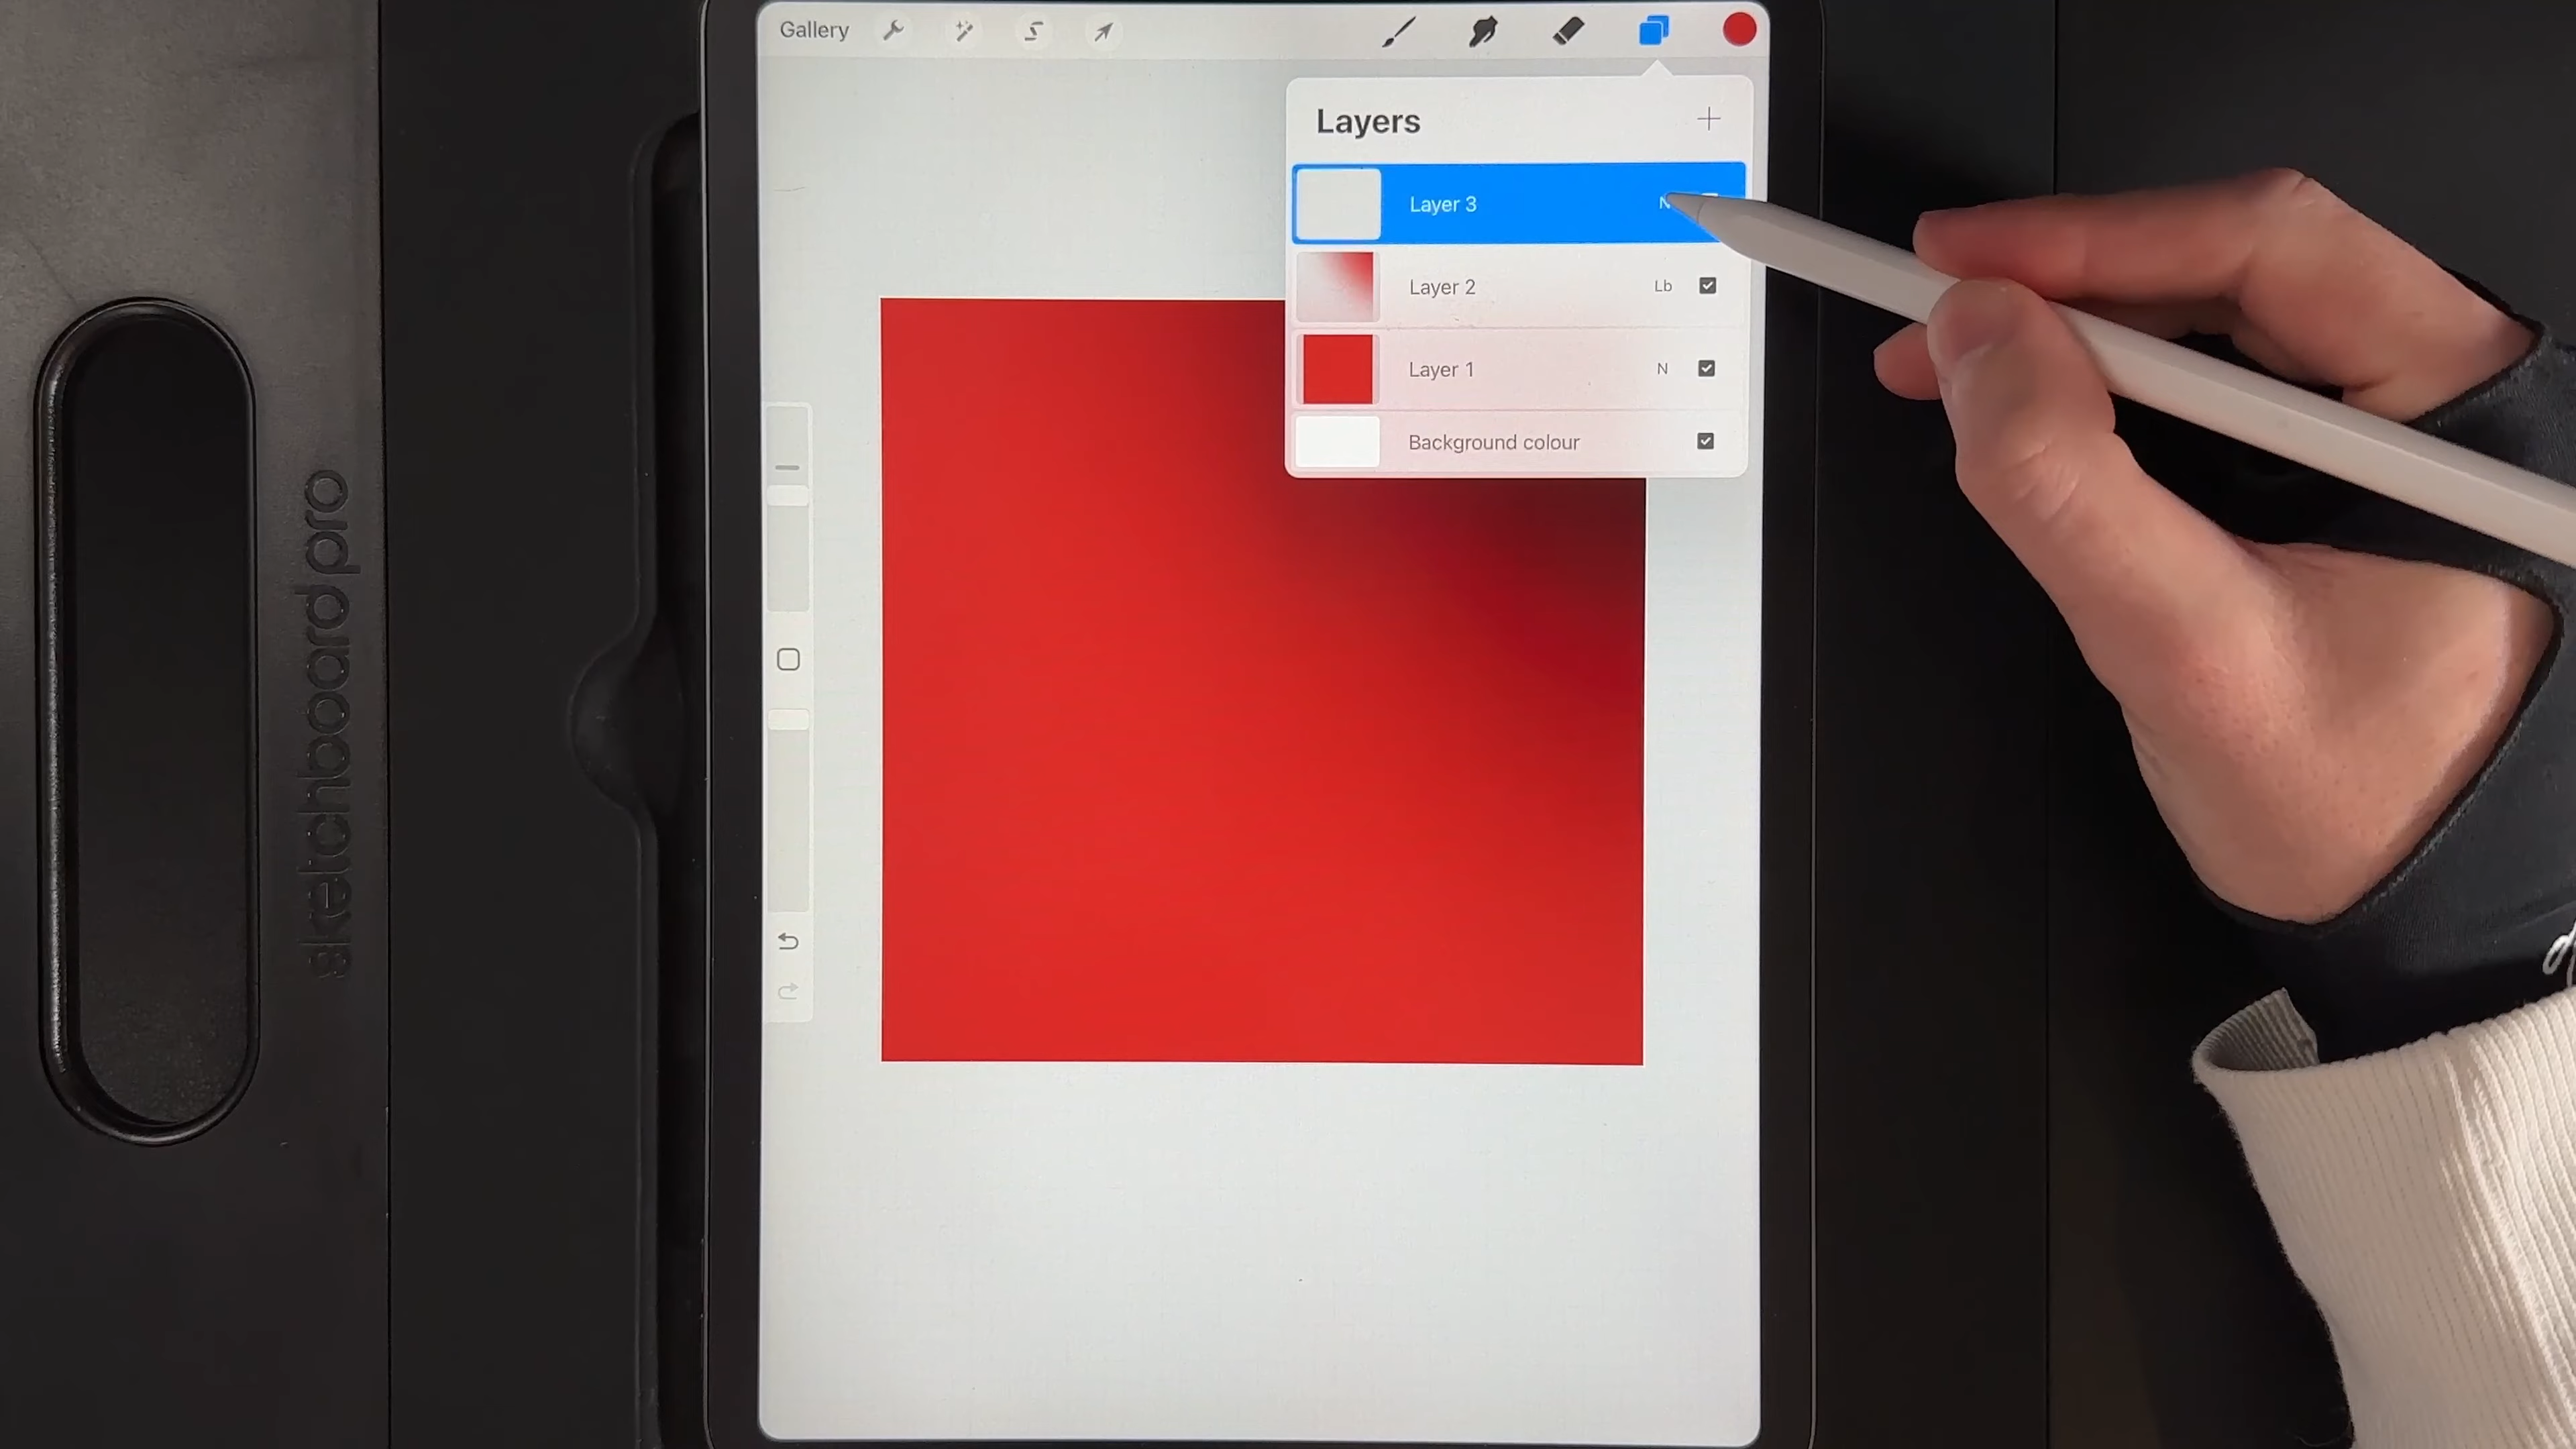 Gallery
Layers
Layer 3
N
Layer 2
Lb
Layer 1
N
Background colour
sketchboard pro